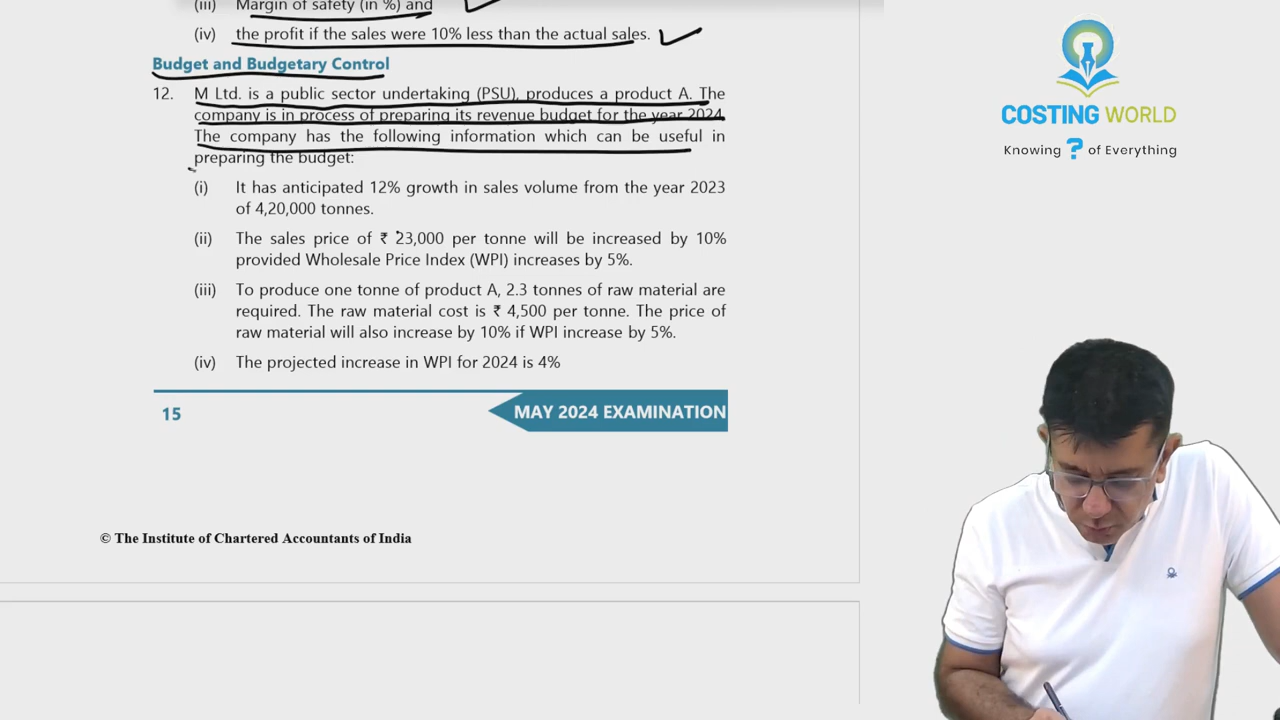 (iii) Margin of safety (in %) and
(iv) the profit if the sales were 10% less than the actual sales.
Budget and Budgetary Control
12. M Ltd. is a public sector undertaking (PSU), produces a product A. The
company is in process of preparing its revenue budget for the year 2024.
The company has the following information which can be useful in
preparing the budget:
(i) It has anticipated 12% growth in sales volume from the year 2023
of 4,20,000 tonnes.
(ii) The sales price of ₹ 23,000 per tonne will be increased by 10%
provided Wholesale Price Index (WPI) increases by 5%.
(iii) To produce one tonne of product A, 2.3 tonnes of raw material are
required. The raw material cost is ₹ 4,500 per tonne. The price of
raw material will also increase by 10% if WPI increase by 5%.
(iv) The projected increase in WPI for 2024 is 4%
15
MAY 2024 EXAMINATION
© The Institute of Chartered Accountants of India
COSTING WORLD
Knowing ? of Everything